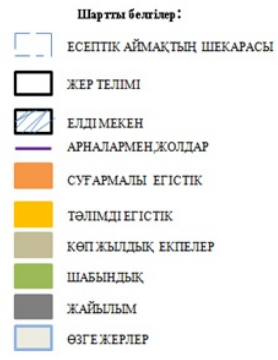 Шартты белгілер:
ЕСЕПТІК АЙМАҚТЫҢ ШЕКАРАСЫ
ЖЕР ТЕЛІМІ
ЕЛДІ МЕКЕН
АРНАЛАРМЕН,ЖОЛДАР
СУҒАРМАЛЫ ЕГІСТІК
ТӘЛІМДІ ЕГІСТІК
КӨП ЖЫЛДЫҚ ЕКПЕЛЕР
ШАБЫНДЫҚ
ЖАЙЫЛЫМ
ӨЗГЕ ЖЕРЛЕР